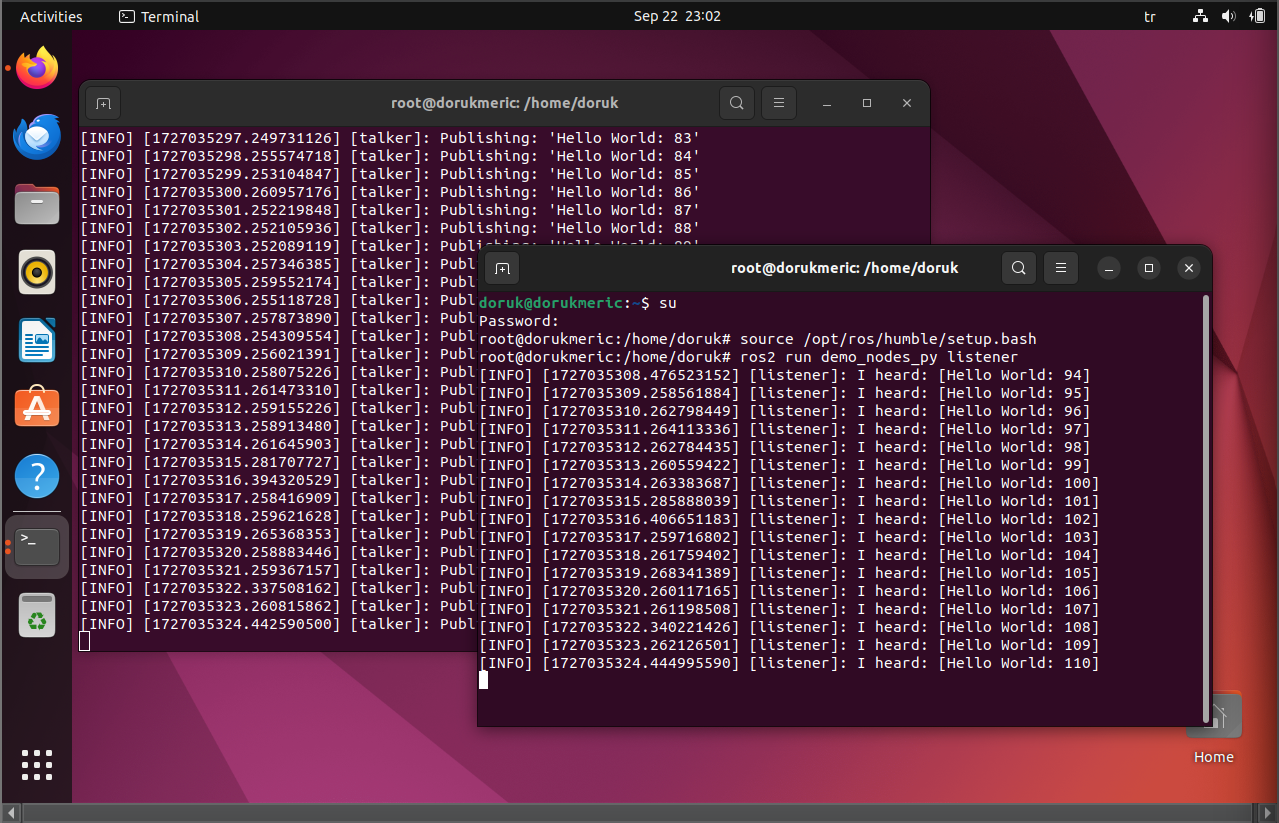 Activities
Terminal
Sep 22 23:02
tr
root@dorukmeric: /home/doruk
[INFO] [1727035297.249731126] [talker]: Publishing: 'Hello World: 83'
[INFO] [1727035298.255574718] [talker]: Publishing: 'Hello World: 84'
[INFO] [1727035299.253104847] [talker]: Publishing: 'Hello World: 85'
[INFO] [1727035300.260957176] [talker]: Publishing: 'Hello World: 86'
[INFO] [1727035301.252219848] [talker]: Publishing: 'Hello World: 87'
[INFO] [1727035302.252105936] [talker]: Publishing: 'Hello World: 88'
[INFO] [1727035303.252089119] [talker]: Publishing: 'Hello World: 89'
[INFO] [1727035304.257346385] [talker]: Publ
[INFO] [1727035305.259552174] [talker]: Publ
[INFO] [1727035306.255118728] [talker]: Publ
[INFO] [1727035307.257873890] [talker]: Publ
[INFO] [1727035308.254309554] [talker]: Publ
[INFO] [1727035309.256021391] [talker]: Publ
[INFO] [1727035310.258075226] [talker]: Publ
[INFO] [1727035311.261473310] [talker]: Publ
[INFO] [1727035312.259155226] [talker]: Publ
[INFO] [1727035313.258913480] [talker]: Publ
[INFO] [1727035314.261645903] [talker]: Publ
[INFO] [1727035315.281707727] [talker]: Publ
[INFO] [1727035316.394320529] [talker]: Publ
[INFO] [1727035317.258416909] [talker]: Publ
[INFO] [1727035318.259621628] [talker]: Publ
[INFO] [1727035319.265368353] [talker]: Publ
[INFO] [1727035320.258883446] [talker]: Publ
[INFO] [1727035321.259367157] [talker]: Publ
[INFO] [1727035322.337508162] [talker]: Publ
[INFO] [1727035323.260815862] [talker]: Publ
[INFO] [1727035324.442590500] [talker]: Publ
root@dorukmeric: /home/doruk
doruk@dorukmeric:~$ su
Password:
root@dorukmeric:/home/doruk# source /opt/ros/humble/setup.bash
root@dorukmeric:/home/doruk# ros2 run demo_nodes_py listener
[INFO] [1727035308.476523152] [listener]: I heard: [Hello World: 94]
[INFO] [1727035309.258561884] [listener]: I heard: [Hello World: 95]
[INFO] [1727035310.262798449] [listener]: I heard: [Hello World: 96]
[INFO] [1727035311.264113336] [listener]: I heard: [Hello World: 97]
[INFO] [1727035312.262784435] [listener]: I heard: [Hello World: 98]
[INFO] [1727035313.260559422] [listener]: I heard: [Hello World: 99]
[INFO] [1727035314.263383687] [listener]: I heard: [Hello World: 100]
[INFO] [1727035315.285888039] [listener]: I heard: [Hello World: 101]
[INFO] [1727035316.406651183] [listener]: I heard: [Hello World: 102]
[INFO] [1727035317.259716802] [listener]: I heard: [Hello World: 103]
[INFO] [1727035318.261759402] [listener]: I heard: [Hello World: 104]
[INFO] [1727035319.268341389] [listener]: I heard: [Hello World: 105]
[INFO] [1727035320.260117165] [listener]: I heard: [Hello World: 106]
[INFO] [1727035321.261198508] [listener]: I heard: [Hello World: 107]
[INFO] [1727035322.340221426] [listener]: I heard: [Hello World: 108]
[INFO] [1727035323.262126501] [listener]: I heard: [Hello World: 109]
[INFO] [1727035324.444995590] [listener]: I heard: [Hello World: 110]
Home